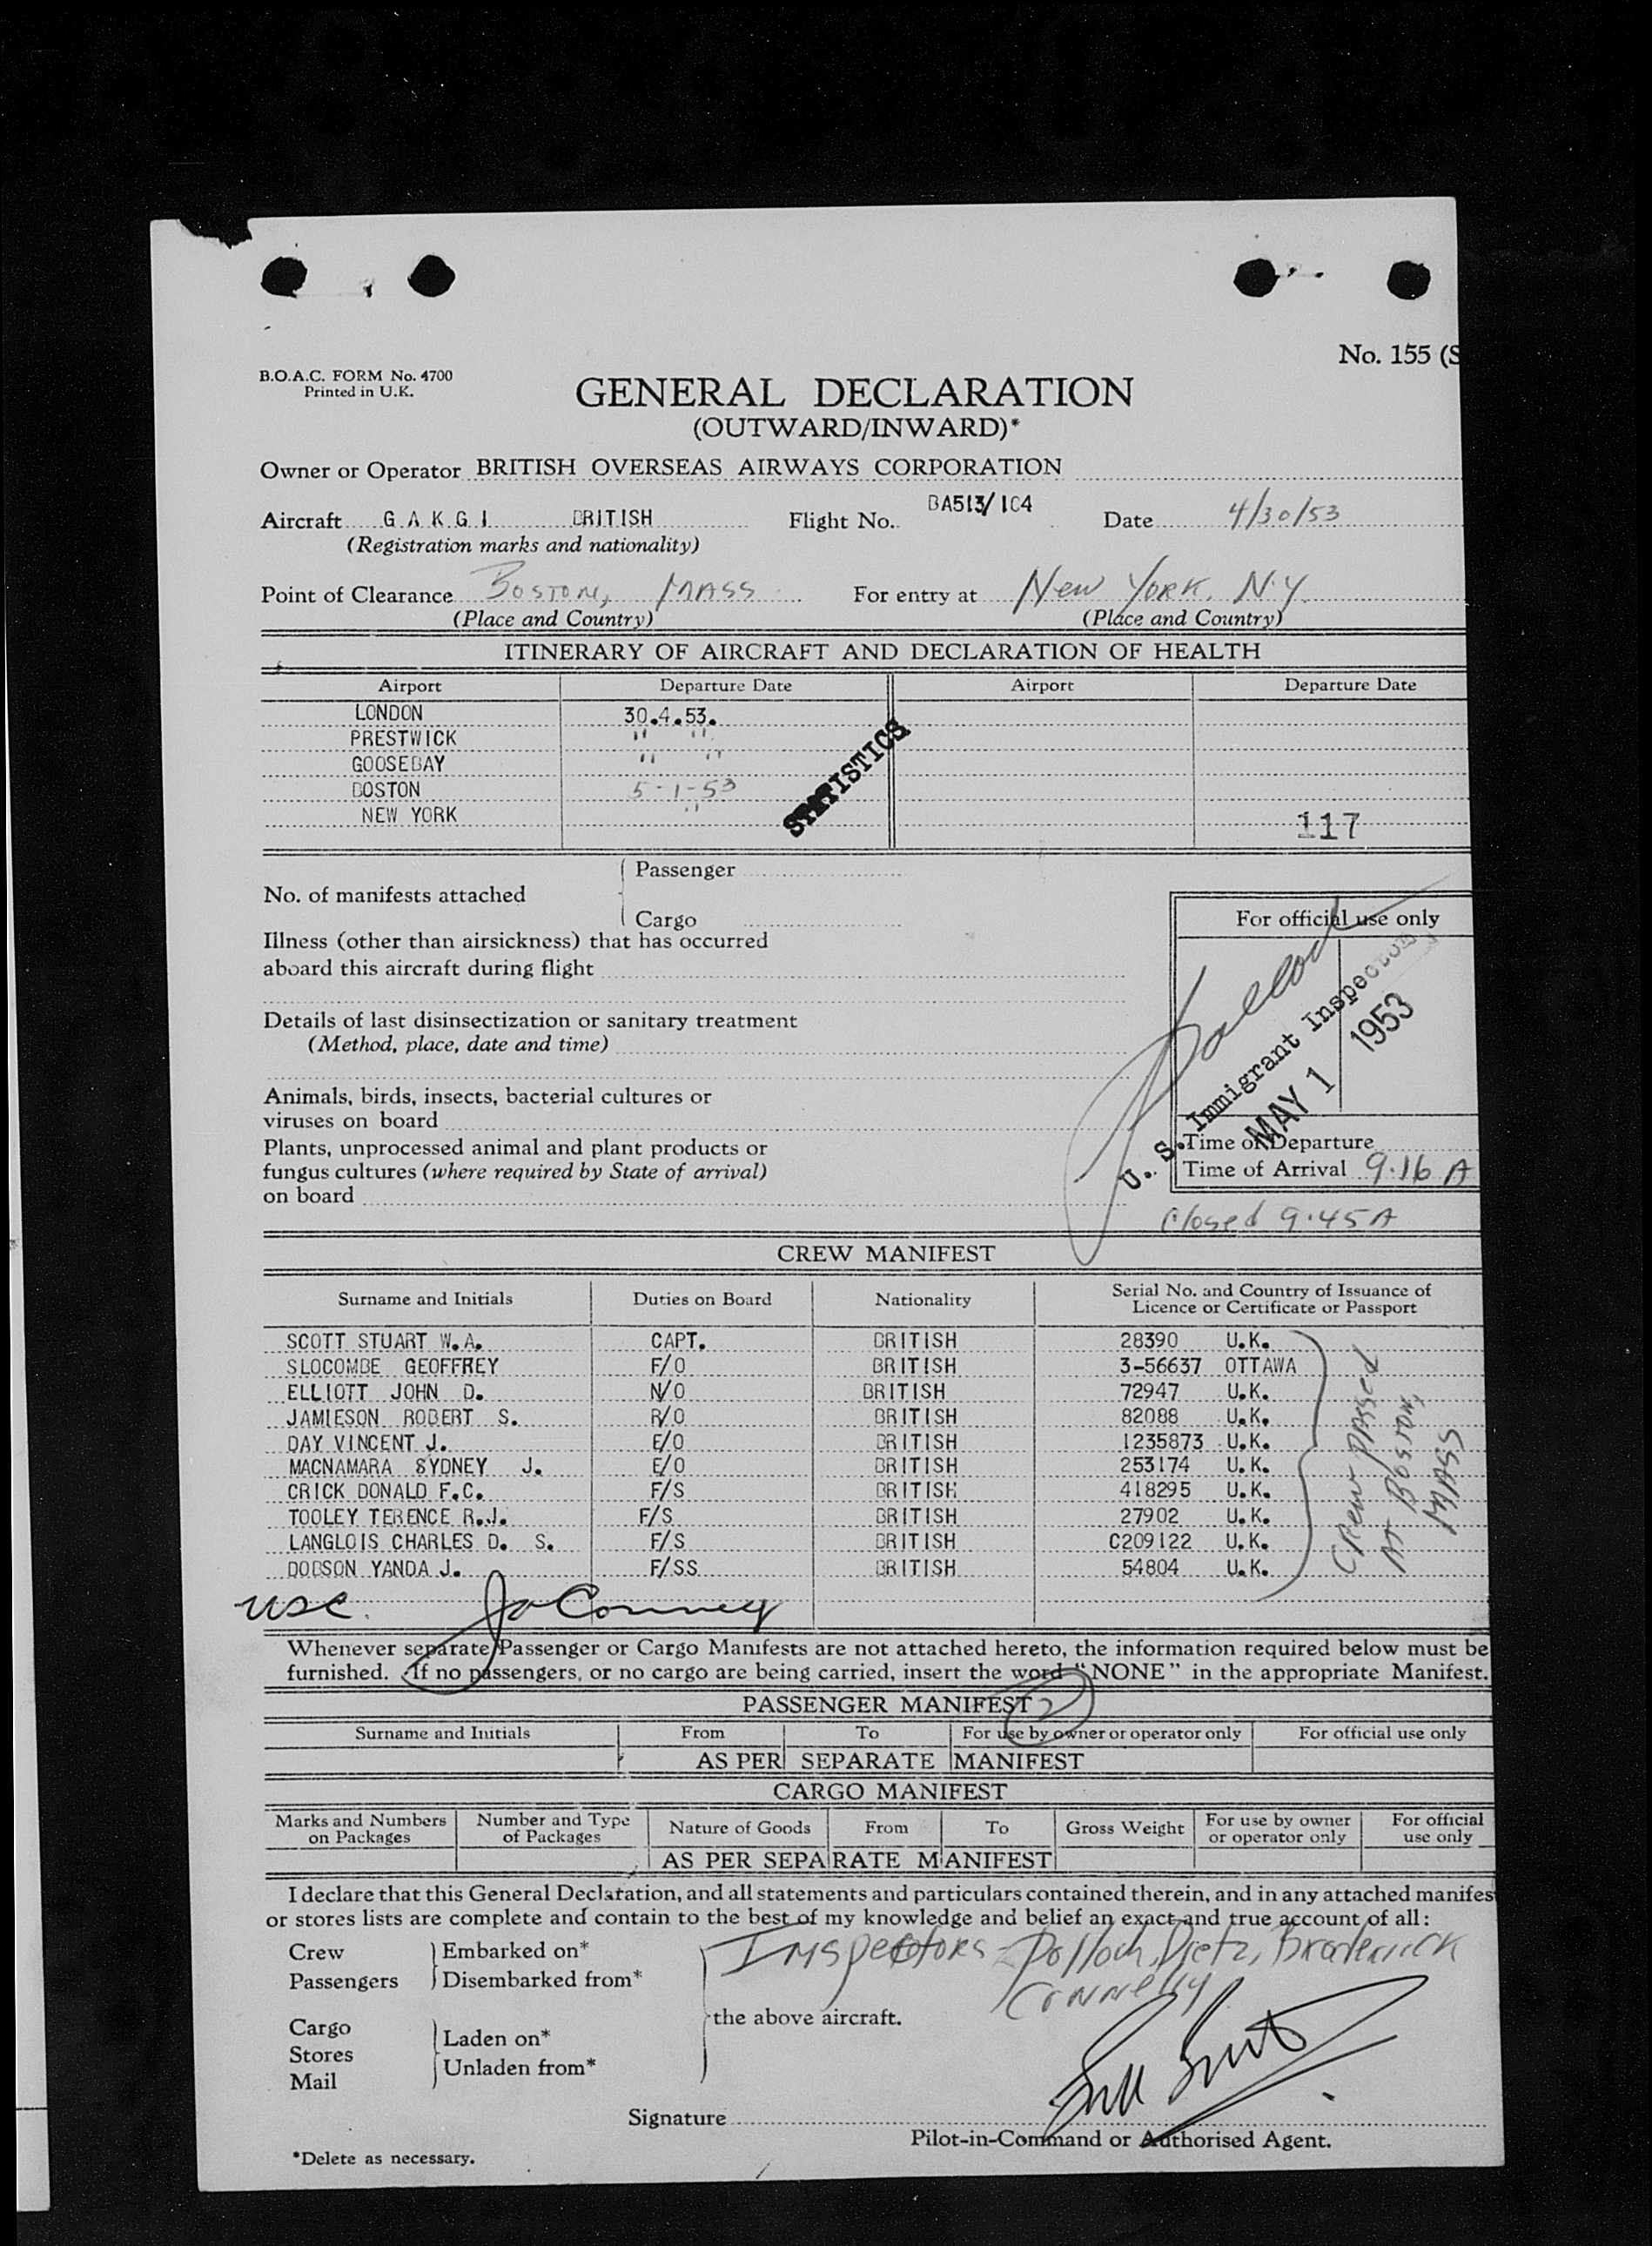 No. 155 (S
B.O.A.C. FORM No. 4700
Printed in U.K.
GENERAL DECLARATION
(OUTWARD/INWARD)*
Owner or Operator BRITISH OVERSEAS AIRWAYS CORPORATION
Aircraft G A K G I BRITISH Flight No. BA513/104 Date 4/30/53
(Registration marks and nationality)
Point of Clearance BOSTON, MASS For entry at New YORK, N.Y.
(Place and Country) (Place and Country)
ITINERARY OF AIRCRAFT AND DECLARATION OF HEALTH
Airport Departure Date Airport Departure Date
LONDON 30.4.53.
PRESTWICK " "
GOOSEBAY " "
BOSTON 5-1-53
NEW YORK "
STATISTICS
117
No. of manifests attached
Passenger
Cargo
Illness (other than airsickness) that has occurred
aboard this aircraft during flight
Details of last disinsectization or sanitary treatment
(Method, place, date and time)
Animals, birds, insects, bacterial cultures or
viruses on board
Plants, unprocessed animal and plant products or
fungus cultures (where required by State of arrival)
on board
For official use only
Pollock
U. S. Immigrant Inspector
MAY 1 1953
Time of Departure
Time of Arrival 9.16 A
Closed 9.45A
CREW MANIFEST
Surname and Initials Duties on Board Nationality Serial No. and Country of Issuance of
Licence or Certificate or Passport
SCOTT STUART W.A. CAPT. BRITISH 28390 U.K.
SLOCOMBE GEOFFREY F/O BRITISH 3-56637 OTTAWA
ELLIOTT JOHN D. N/O BRITISH 72947 U.K.
JAMIESON ROBERT S. R/O BRITISH 82088 U.K.
DAY VINCENT J. E/O BRITISH 1235873 U.K.
MACNAMARA SYDNEY J. E/O BRITISH 253174 U.K.
CRICK DONALD F.C. F/S BRITISH 418295 U.K.
TOOLEY TERENCE R.J. F/S BRITISH 27902 U.K.
LANGLOIS CHARLES D. S. F/S BRITISH C209122 U.K.
DOBSON YANDA J. F/SS BRITISH 54804 U.K.
CREW PASSED
AT BOSTON,
MASS
USC.
Whenever separate Passenger or Cargo Manifests are not attached hereto, the information required below must be
furnished. If no passengers, or no cargo are being carried, insert the word "NONE" in the appropriate Manifest.
PASSENGER MANIFEST 2
Surname and Initials From To For use by owner or operator only For official use only
AS PER SEPARATE MANIFEST
CARGO MANIFEST
Marks and Numbers on Packages Number and Type of Packages Nature of Goods From To Gross Weight For use by owner or operator only For official use only
AS PER SEPARATE MANIFEST
I declare that this General Declaration, and all statements and particulars contained therein, and in any attached manifes
or stores lists are complete and contain to the best of my knowledge and belief an exact and true account of all:
INSPECTORS - Pollock, Dietz, Broderick
Connelly
Crew Embarked on*
Passengers Disembarked from*
the above aircraft.
Cargo
Stores Laden on*
Mail Unladen from*
Signature
Pilot-in-Command or Authorised Agent.
*Delete as necessary.